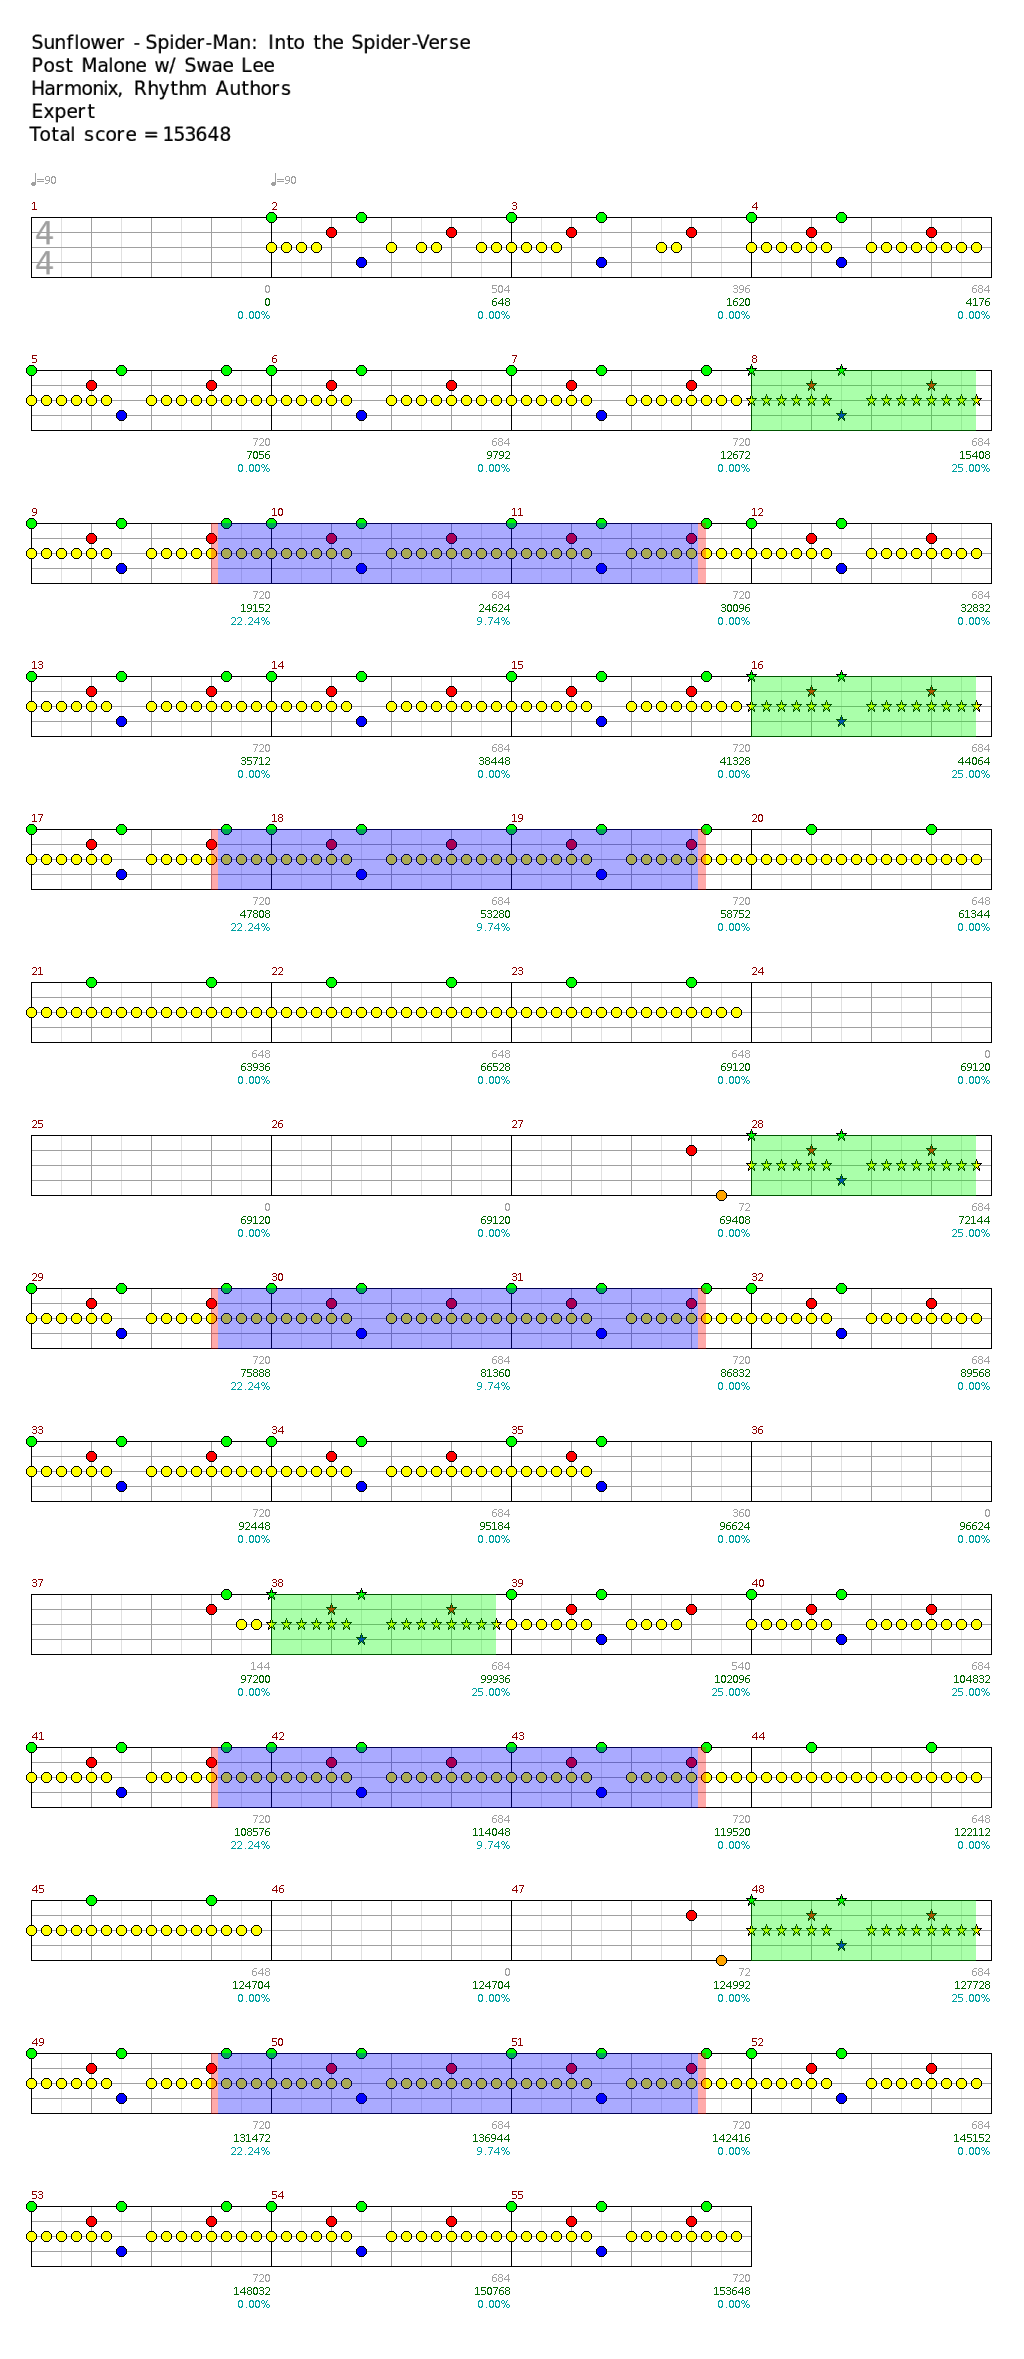 Sunflower - Spider-Man: Into the Spider-Verse
Post Malone w/ Swae Lee
Harmonix, Rhythm Authors
Expert
Total score = 153648
♩=90 ♩=90
1 2 3 4
4
4
0 504 396 684
0 648 1620 4176
0.00% 0.00% 0.00% 0.00%
5 6 7 8
720 684 720 684
7056 9792 12672 15408
0.00% 0.00% 0.00% 25.00%
9 10 11 12
720 684 720 684
19152 24624 30096 32832
22.24% 9.74% 0.00% 0.00%
13 14 15 16
720 684 720 684
35712 38448 41328 44064
0.00% 0.00% 0.00% 25.00%
17 18 19 20
720 684 720 648
47808 53280 58752 61344
22.24% 9.74% 0.00% 0.00%
21 22 23 24
648 648 648 0
63936 66528 69120 69120
0.00% 0.00% 0.00% 0.00%
25 26 27 28
0 0 72 684
69120 69120 69408 72144
0.00% 0.00% 0.00% 25.00%
29 30 31 32
720 684 720 684
75888 81360 86832 89568
22.24% 9.74% 0.00% 0.00%
33 34 35 36
720 684 360 0
92448 95184 96624 96624
0.00% 0.00% 0.00% 0.00%
37 38 39 40
144 684 540 684
97200 99936 102096 104832
0.00% 25.00% 25.00% 25.00%
41 42 43 44
720 684 720 648
108576 114048 119520 122112
22.24% 9.74% 0.00% 0.00%
45 46 47 48
648 0 72 684
124704 124704 124992 127728
0.00% 0.00% 0.00% 25.00%
49 50 51 52
720 684 720 684
131472 136944 142416 145152
22.24% 9.74% 0.00% 0.00%
53 54 55
720 684 720
148032 150768 153648
0.00% 0.00% 0.00%